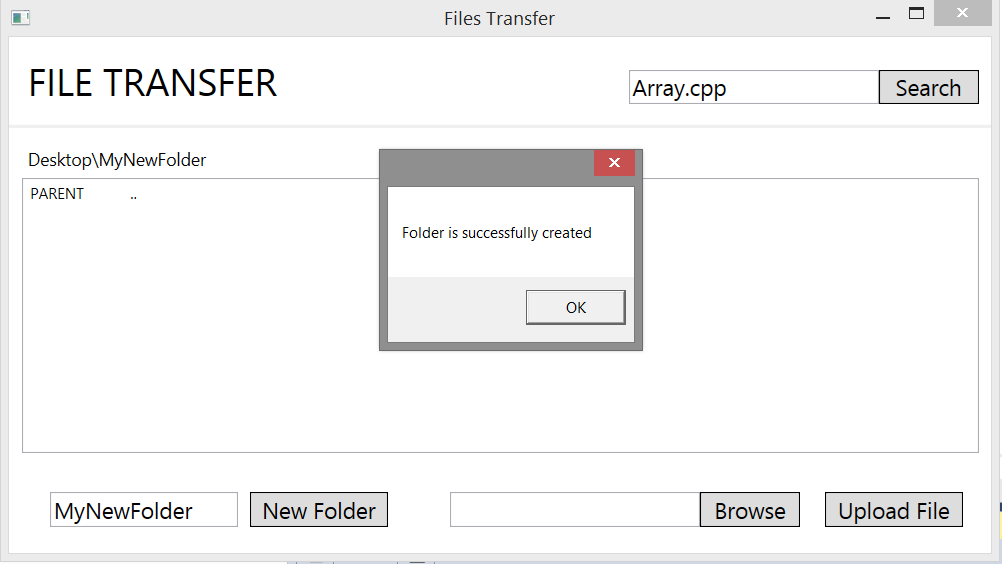 Files Transfer
FILE TRANSFER
Array.cpp
Search
Desktop\MyNewFolder
PARENT ..
Folder is successfully created
OK
MyNewFolder
New Folder
Browse
Upload File